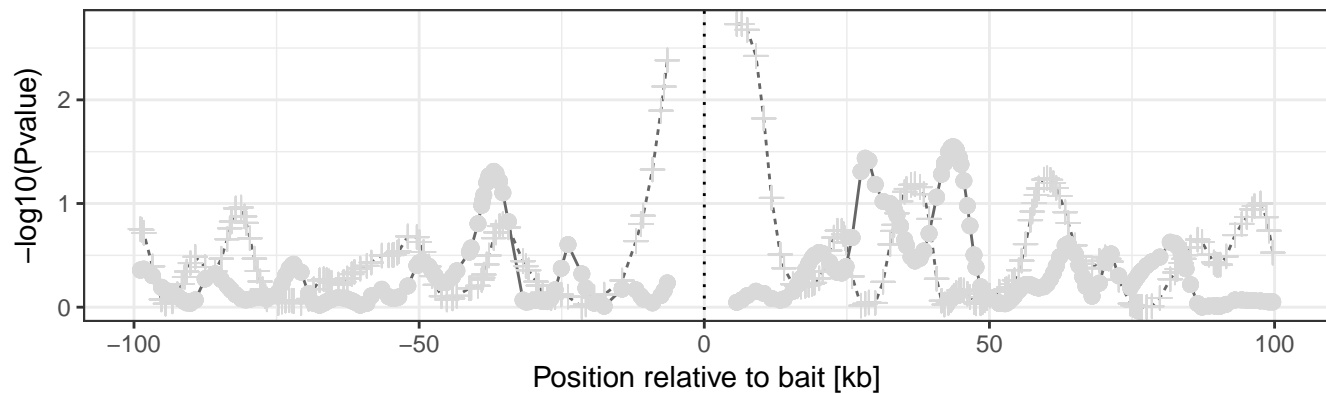 −log10(Pvalue)
2
1
0
−100 −50 0 50 100
Position relative to bait [kb]